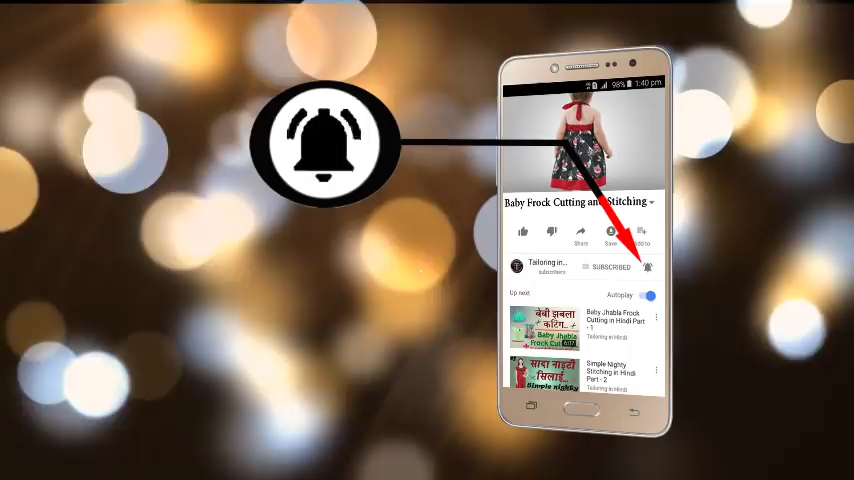 98% 1:40 pm
Baby Frock Cutting and Stitching
Share Save Add to
Tailoring in...
subscribers
SUBSCRIBED
Up next Autoplay
बेबी झबला
कटिंग..
Baby Jhabla
Frock Cut
6:07
Baby Jhabla Frock
Cutting in Hindi Part
- 1
Tailoring in Hindi
सादा नाइटी
सिलाई..
Simple nighty
Simple Nighty
Stitching in Hindi
Part - 2
Tailoring in Hindi